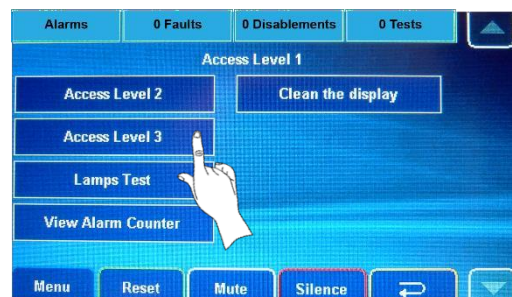 Alarms 0 Faults 0 Disablements 0 Tests
Access Level 1
Access Level 2 Clean the display
Access Level 3
Lamps Test
View Alarm Counter
Menu Reset Mute Silence